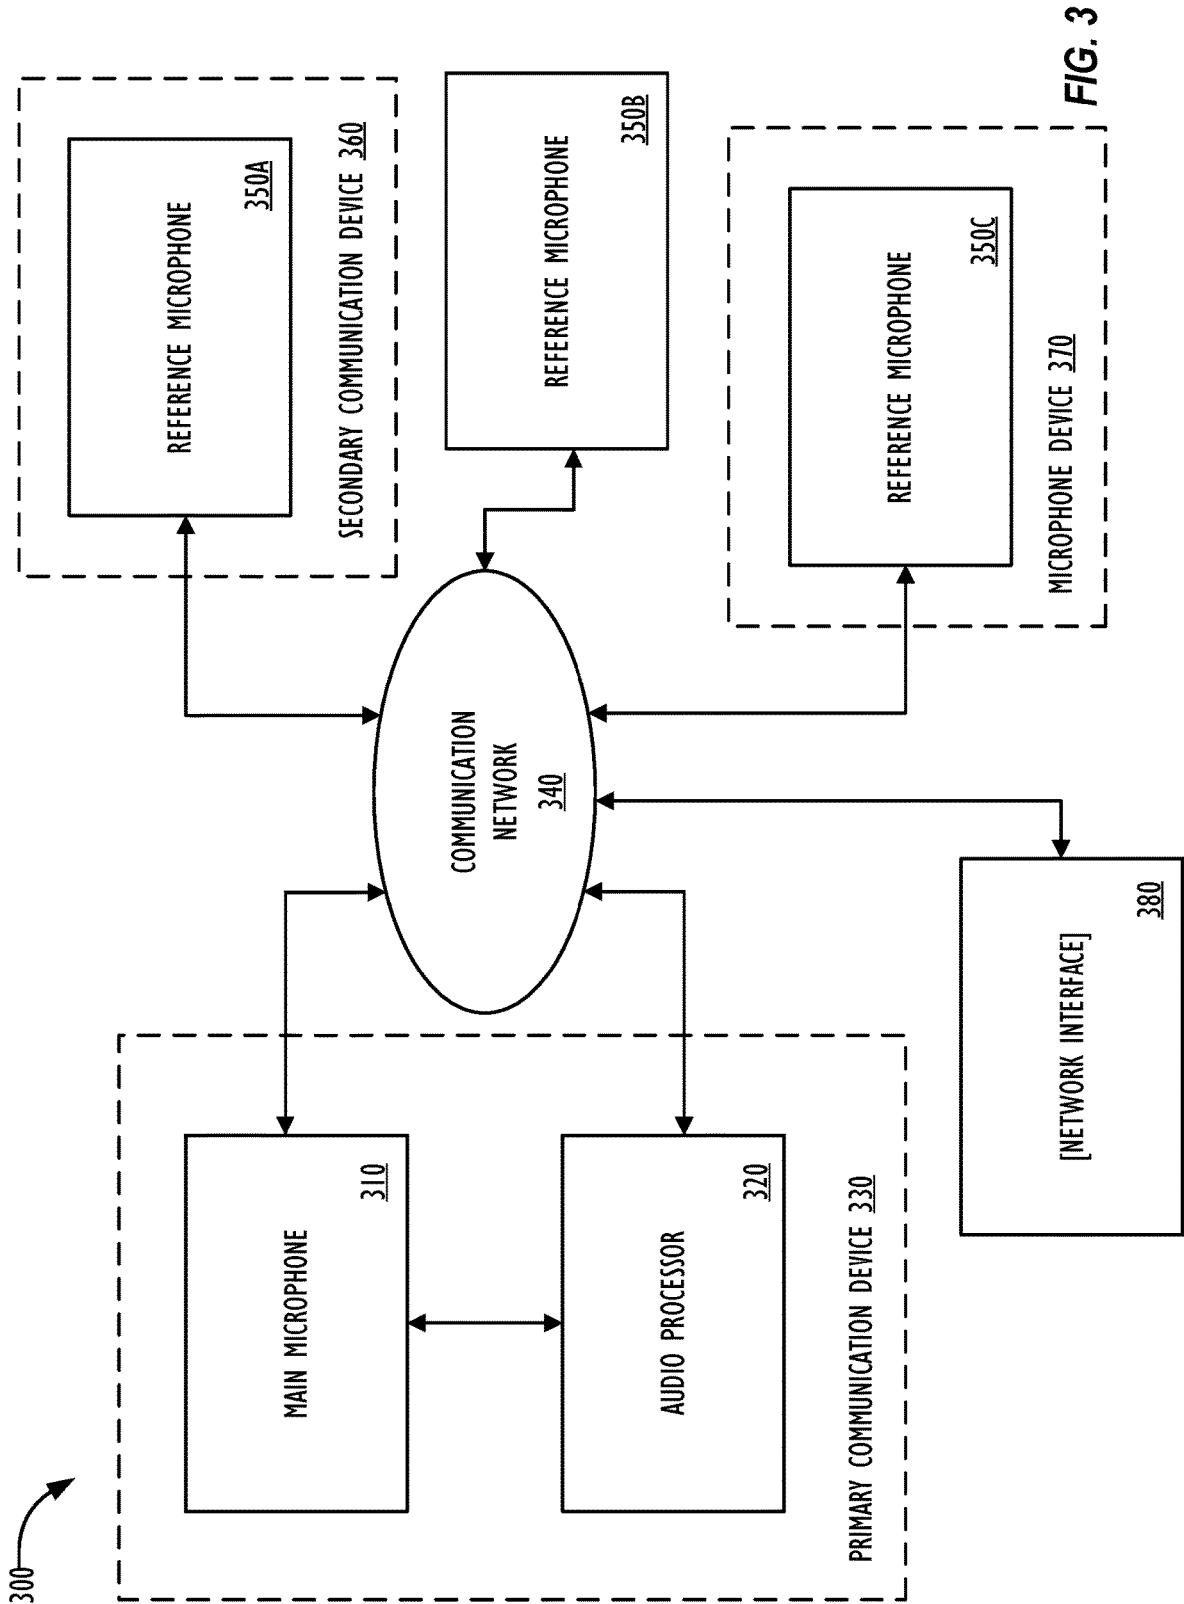 300
MAIN MICROPHONE
310
AUDIO PROCESSOR
320
PRIMARY COMMUNICATION DEVICE 330
COMMUNICATION
NETWORK
340
[NETWORK INTERFACE]
380
REFERENCE MICROPHONE
350A
SECONDARY COMMUNICATION DEVICE 360
REFERENCE MICROPHONE
350B
REFERENCE MICROPHONE
350C
MICROPHONE DEVICE 370
FIG. 3